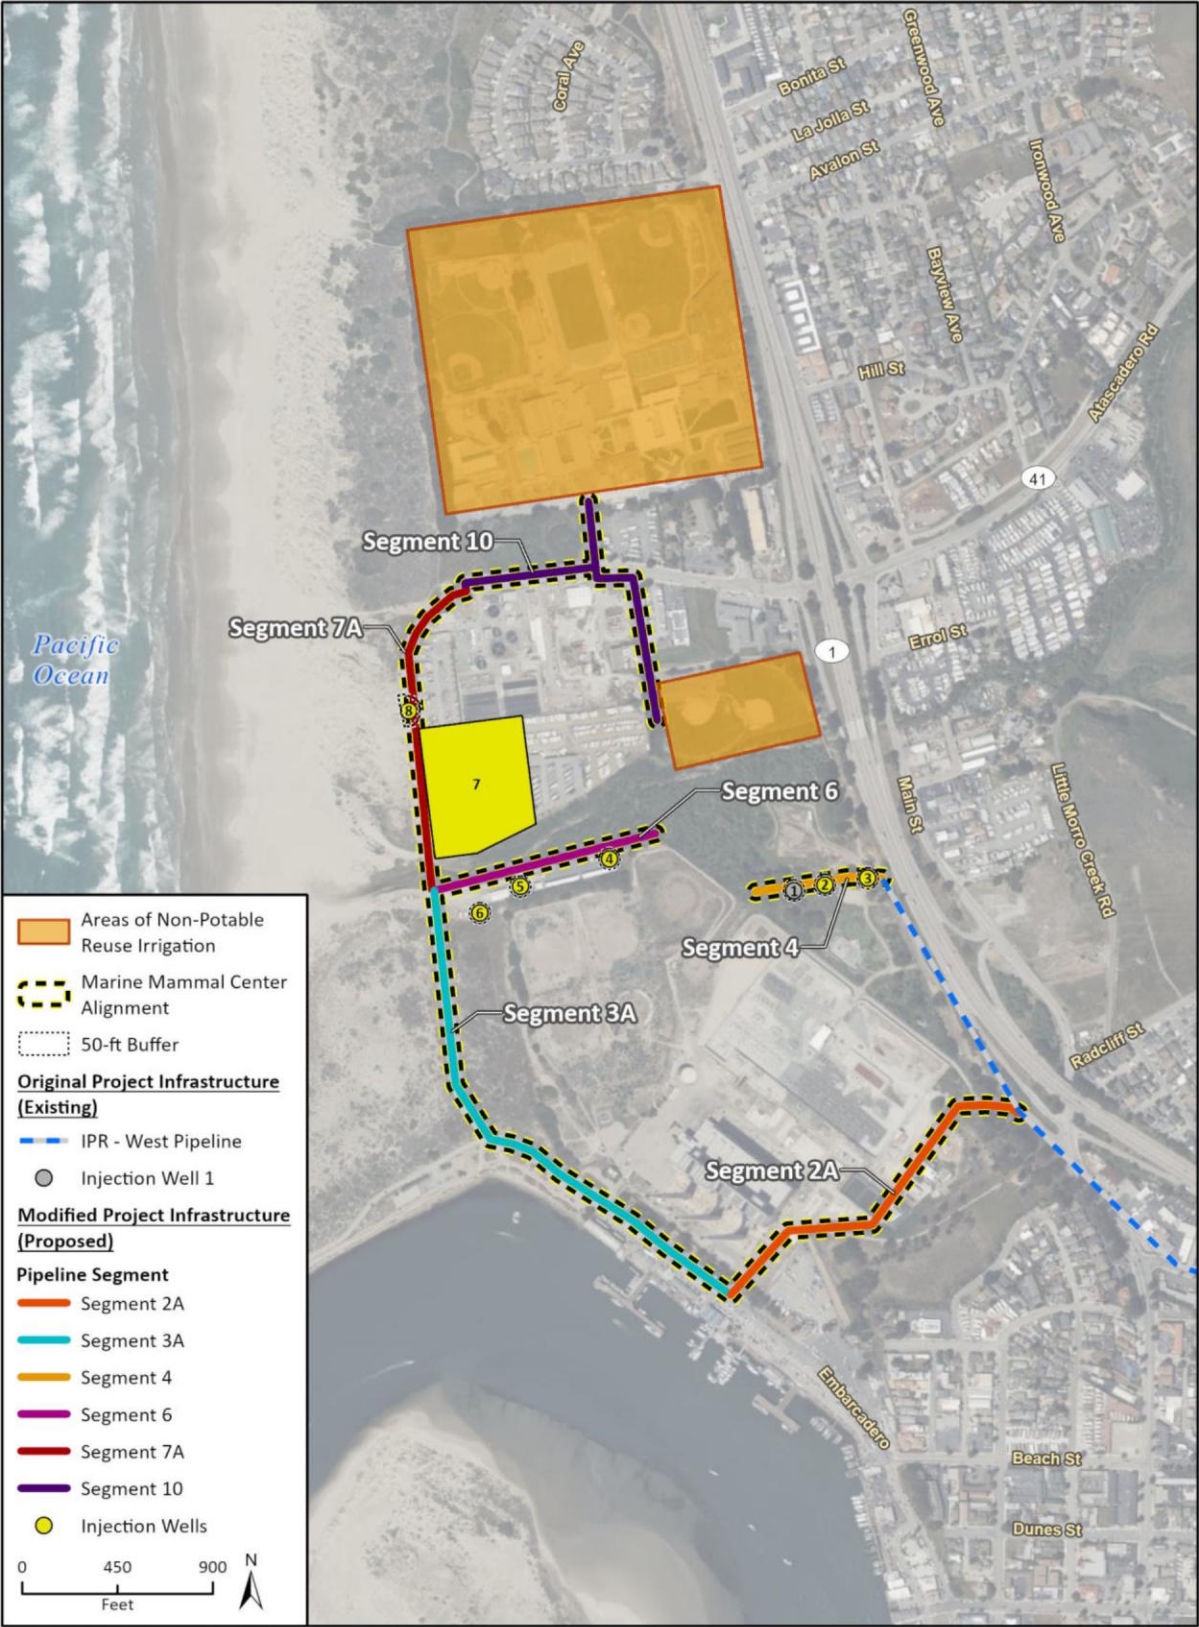 Coral Ave
Bonita St
Greenwood Ave
La Jolla St
Avalon St
Ironwood Ave
Bayview Ave
Hill St
Atascadero Rd
41
Segment 10
Segment 7A
Pacific
Ocean
Errol St
1
8
7
Segment 6
Main St
Little Morro Creek Rd
4
5
6
1
2
3
Segment 4
Segment 3A
Radcliff St
Segment 2A
Embarcadero
Beach St
Dunes St
Areas of Non-Potable
Reuse Irrigation
Marine Mammal Center
Alignment
50-ft Buffer
Original Project Infrastructure
(Existing)
IPR - West Pipeline
Injection Well 1
Modified Project Infrastructure
(Proposed)
Pipeline Segment
Segment 2A
Segment 3A
Segment 4
Segment 6
Segment 7A
Segment 10
Injection Wells
0 450 900
Feet
N